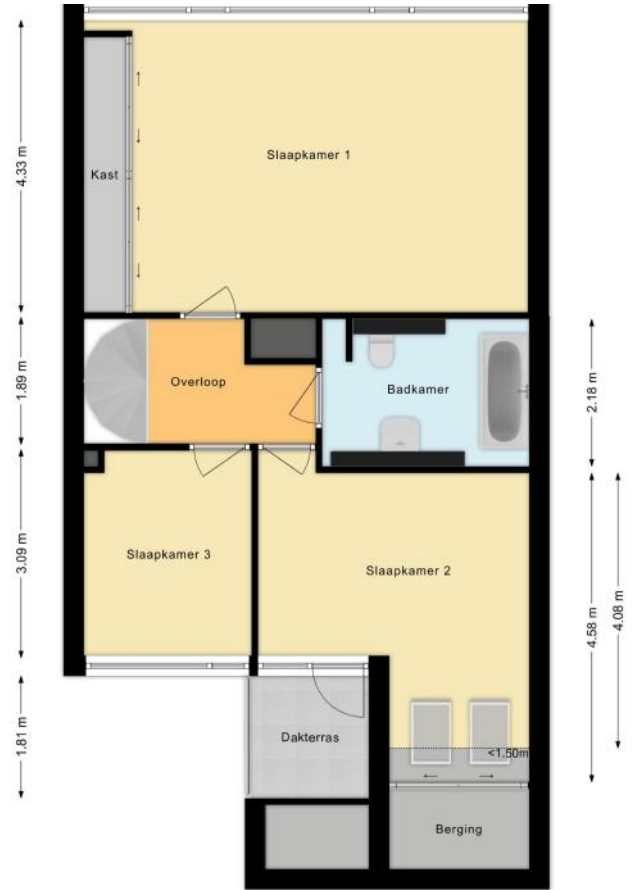 4.33 m
Kast
Slaapkamer 1
1.89 m
Overloop
Badkamer
2.18 m
3.09 m
Slaapkamer 3
Slaapkamer 2
4.58 m
4.08 m
1.81 m
Dakterras
<1.50m
Berging